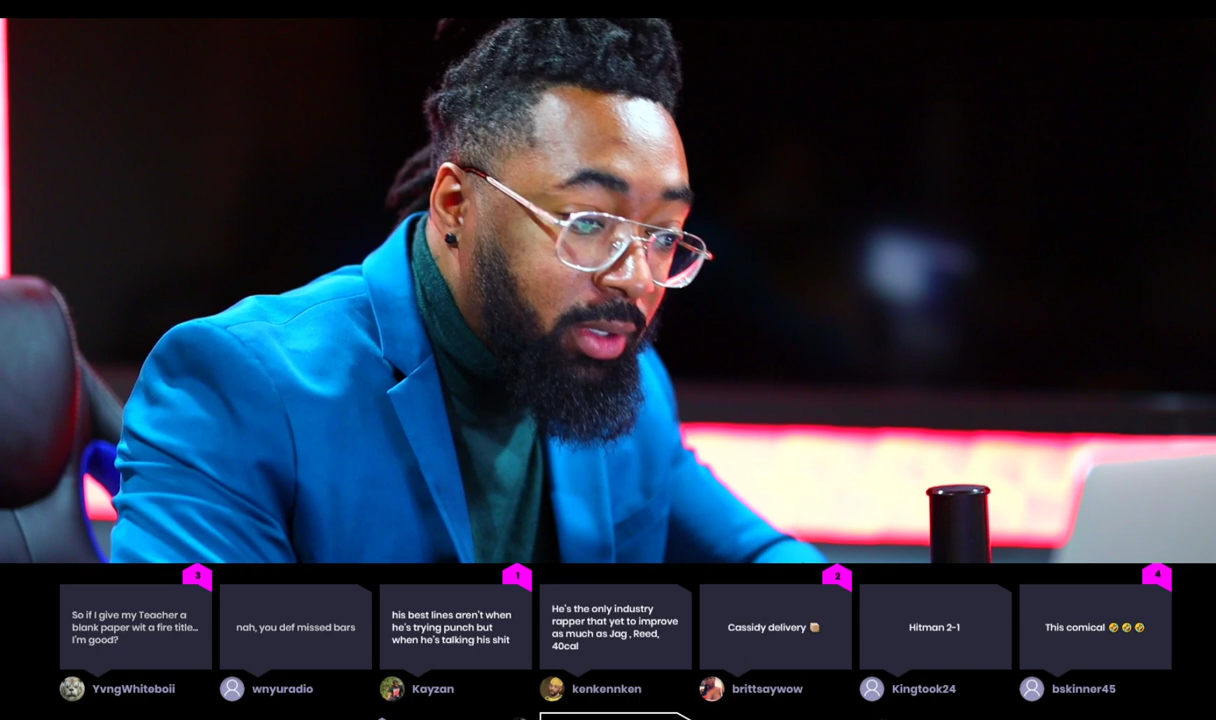 3
1
2
4
So if I give my Teacher a
blank paper wit a fire title...
I'm good?
nah, you def missed bars
his best lines aren't when
he's trying punch but
when he's talking his shit
He's the only industry
rapper that yet to improve
as much as Jag , Reed,
40cal
Cassidy delivery 📦
Hitman 2-1
This comical 🤣 🤣 🤣
YvngWhiteboii
wnyuradio
Kayzan
kenkennken
brittsaywow
Kingtook24
bskinner45